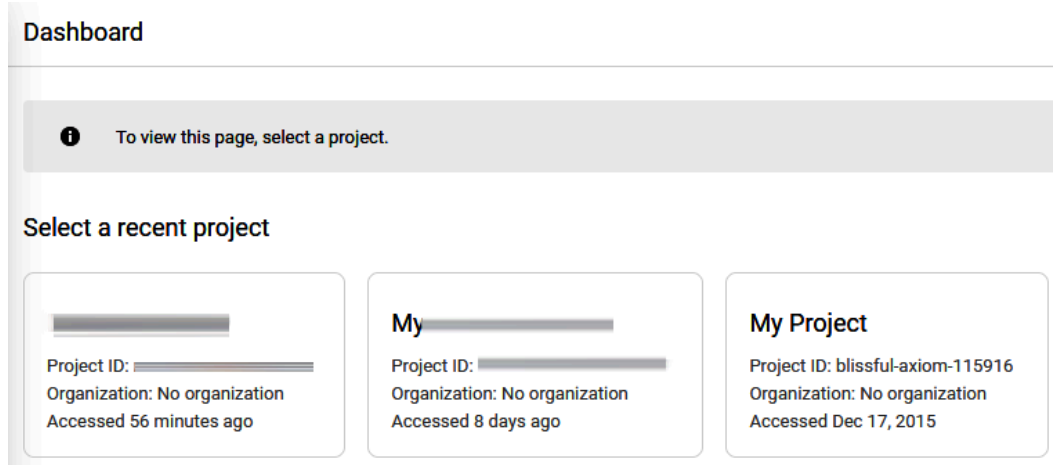 Dashboard
To view this page, select a project.
Select a recent project
Project ID:
Organization: No organization
Accessed 56 minutes ago
My
Project ID:
Organization: No organization
Accessed 8 days ago
My Project
Project ID: blissful-axiom-115916
Organization: No organization
Accessed Dec 17, 2015